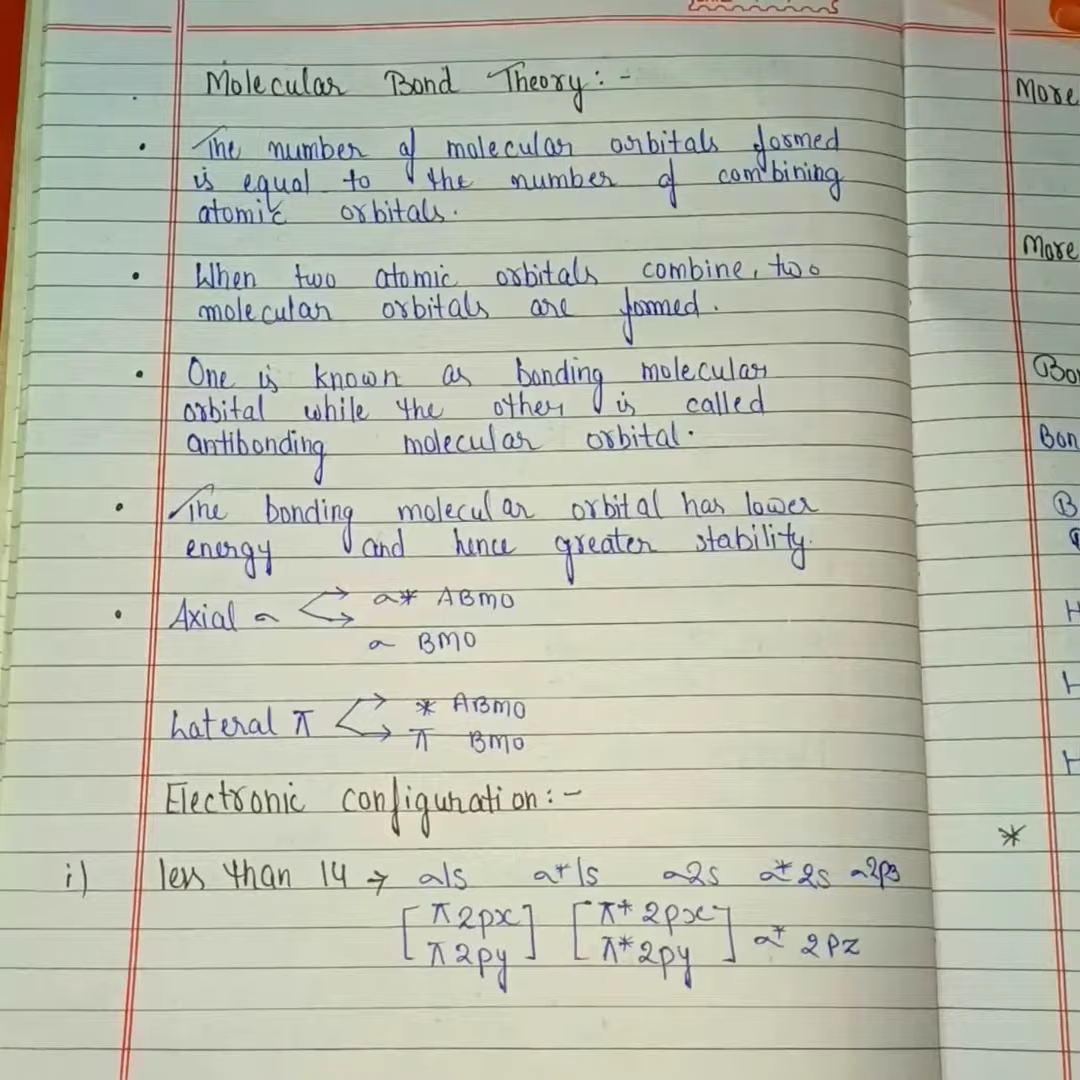 Molecular Bond Theory:-
• The number of molecular orbitals formed
is equal to the number of combining
atomic orbitals.
• When two atomic orbitals combine, two
molecular orbitals are formed.
• One is known as bonding molecular
orbital while the other is called
antibonding molecular orbital.
• The bonding molecular orbital has lower
energy and hence greater stability.
• Axial σ σ* ABMO
σ BMO
Lateral π * ABMO
π BMO
Electronic configuration:-
i) less than 14 → σ1s σ*1s σ2s σ*2s σ2pz
[π2px] [π*2px]
[π2py] [π*2py] σ*2pz
More
More
Bon
B
H
H
H
*